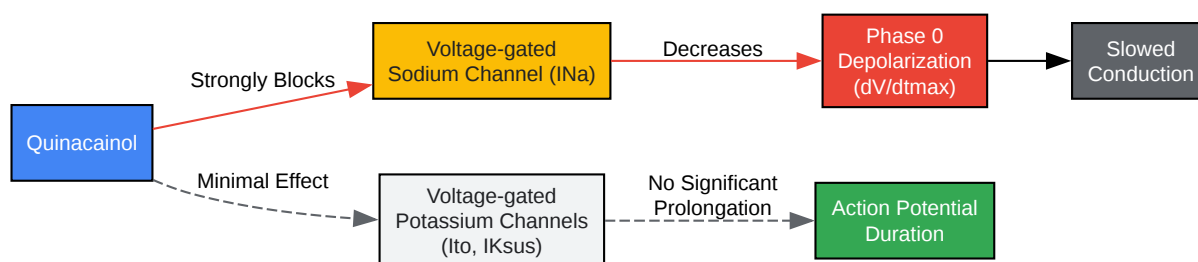 Quinacainol
Strongly Blocks
Voltage-gated
Sodium Channel (INa)
Decreases
Phase 0
Depolarization
(dV/dtmax)
Slowed
Conduction
Minimal Effect
Voltage-gated
Potassium Channels
(Ito, IKsus)
No Significant
Prolongation
Action Potential
Duration